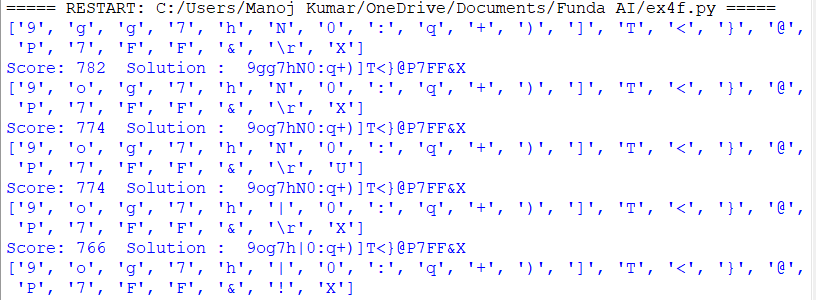 ===== RESTART: C:/Users/Manoj Kumar/OneDrive/Documents/Funda AI/ex4f.py =====
['9', 'g', 'g', '7', 'h', 'N', '0', ':', 'q', '+', ')', ']', 'T', '<', '}', '@',
 'P', '7', 'F', 'F', '&', '\r', 'X']
Score: 782  Solution :  9gg7hN0:q+)]T<}@P7FF&X
['9', 'o', 'g', '7', 'h', 'N', '0', ':', 'q', '+', ')', ']', 'T', '<', '}', '@',
 'P', '7', 'F', 'F', '&', '\r', 'X']
Score: 774  Solution :  9og7hN0:q+)]T<}@P7FF&X
['9', 'o', 'g', '7', 'h', 'N', '0', ':', 'q', '+', ')', ']', 'T', '<', '}', '@',
 'P', '7', 'F', 'F', '&', '\r', 'U']
Score: 774  Solution :  9og7hN0:q+)]T<}@P7FF&X
['9', 'o', 'g', '7', 'h', '|', '0', ':', 'q', '+', ')', ']', 'T', '<', '}', '@',
 'P', '7', 'F', 'F', '&', '\r', 'X']
Score: 766  Solution :  9og7h|0:q+)]T<}@P7FF&X
['9', 'o', 'g', '7', 'h', '|', '0', ':', 'q', '+', ')', ']', 'T', '<', '}', '@',
 'P', '7', 'F', 'F', '&', '!', 'X']